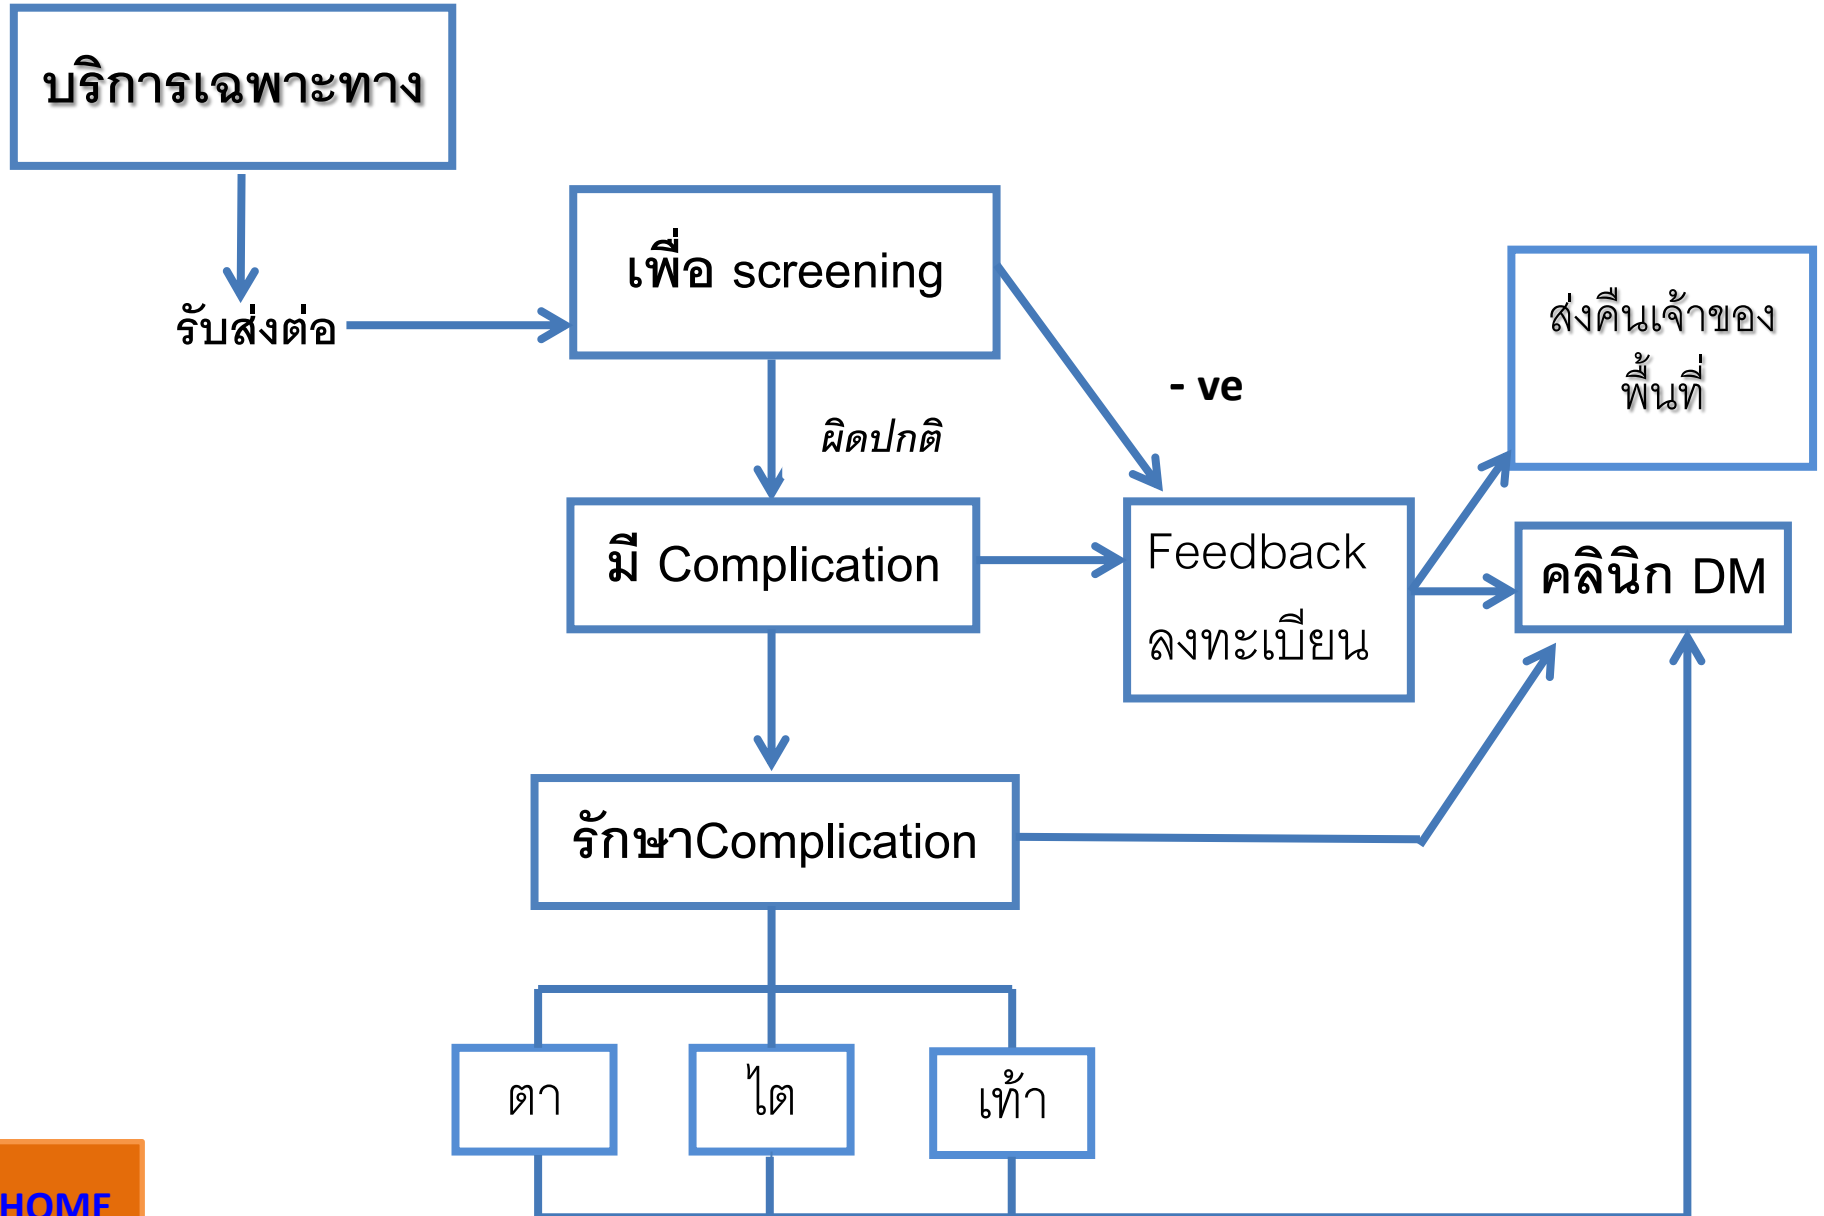 บริการเฉพาะทาง
รับส่งต่อ
เพื่อ screening
- ve
ผิดปกติ
ส่งคืนเจ้าของ
พื้นที่
มี Complication
Feedback
ลงทะเบียน
คลินิก DM
รักษาComplication
ตา
ไต
เท้า
HOME